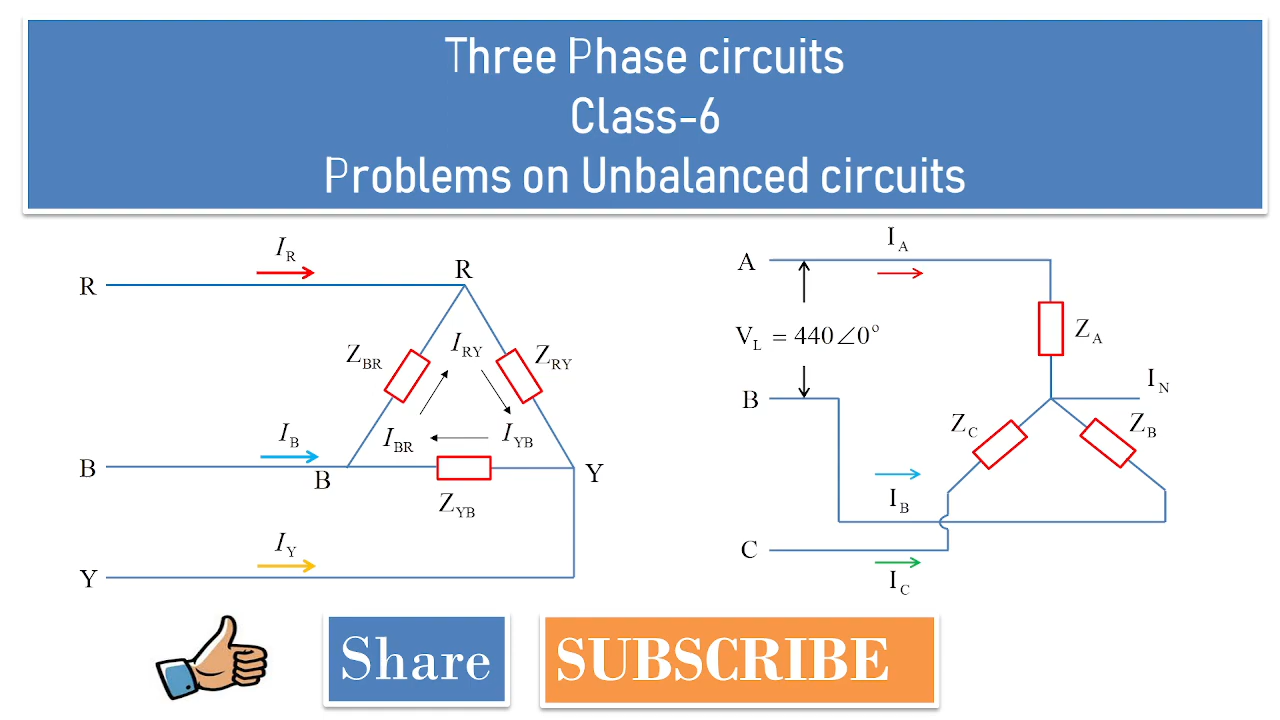 Three Phase circuits
Class-6
Problems on Unbalanced circuits
I_R
R
R
Z_BR
I_RY
Z_RY
I_B
I_BR
I_YB
B
B
Y
Z_YB
I_Y
Y
I_A
A
Z_A
V_L = 440∠0°
I_N
B
Z_C
Z_B
I_B
C
I_C
Share
SUBSCRIBE